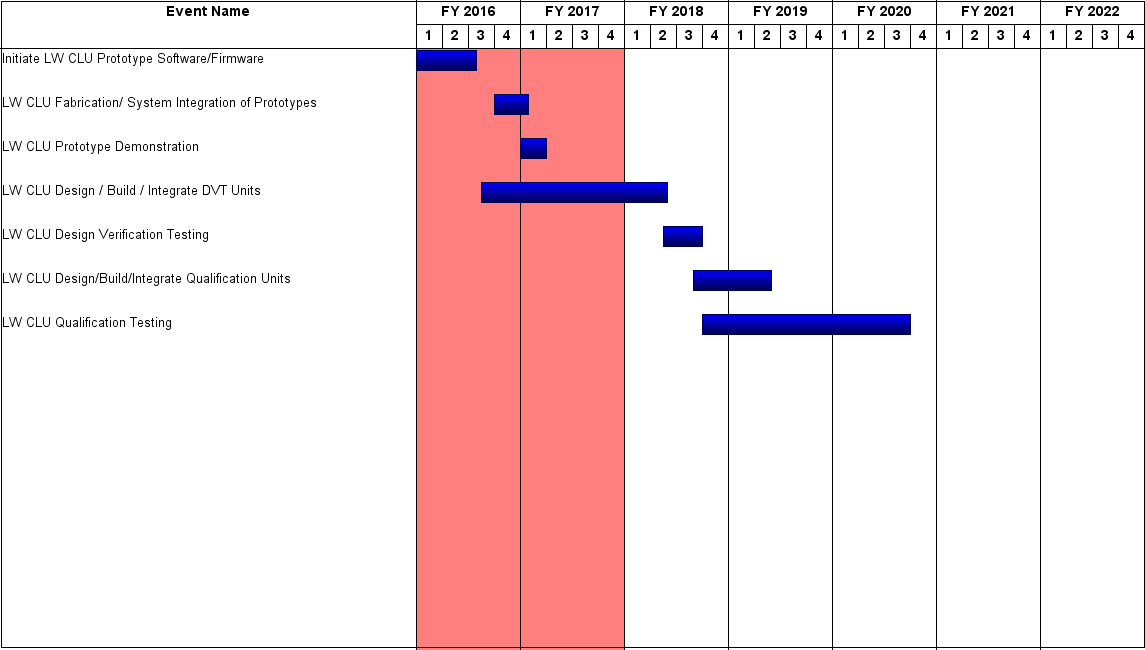 Event Name FY 2016 FY 2017 FY 2018 FY 2019 FY 2020 FY 2021 FY 2022
1 2 3 4 1 2 3 4 1 2 3 4 1 2 3 4 1 2 3 4 1 2 3 4 1 2 3 4
Initiate LW CLU Prototype Software/Firmware
LW CLU Fabrication/ System Integration of Prototypes
LW CLU Prototype Demonstration
LW CLU Design / Build / Integrate DVT Units
LW CLU Design Verification Testing
LW CLU Design/Build/Integrate Qualification Units
LW CLU Qualification Testing